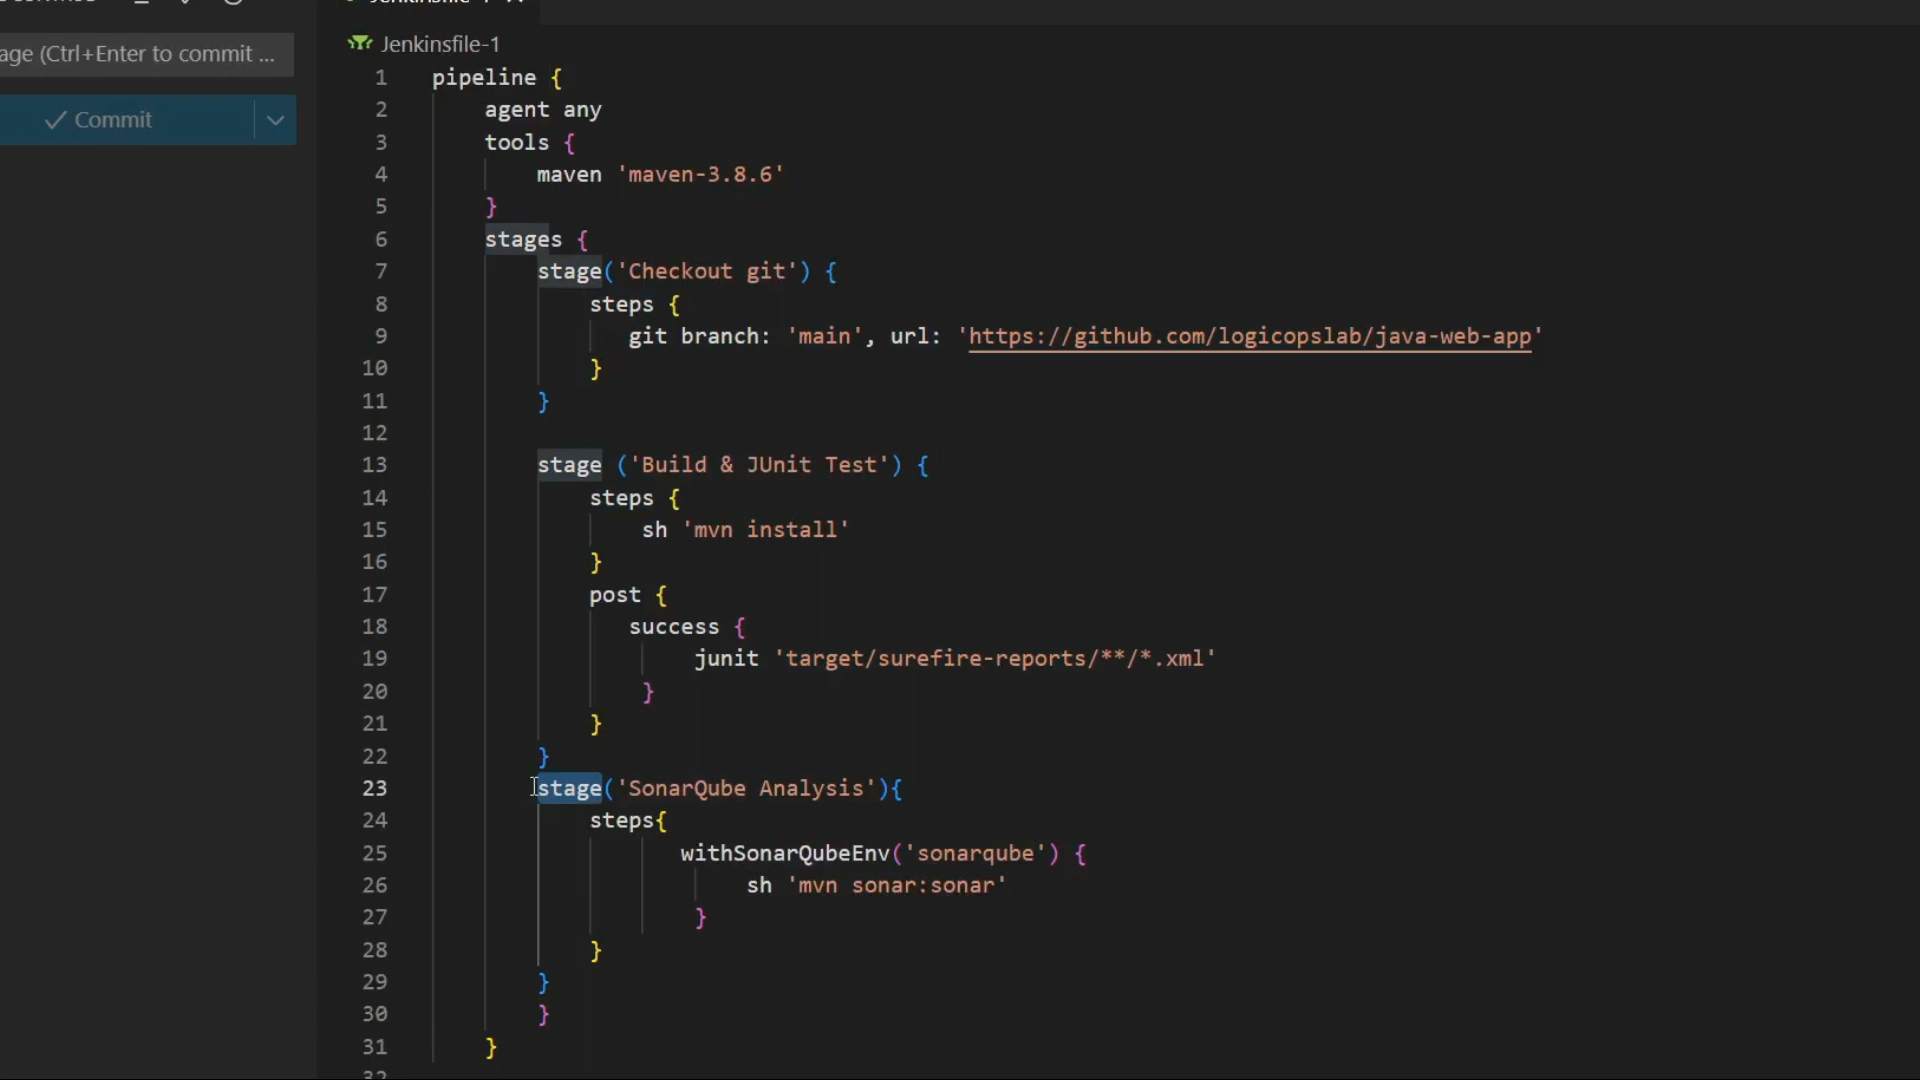 age (Ctrl+Enter to commit ...
Commit
Jenkinsfile-1
1 pipeline {
2 agent any
3 tools {
4 maven 'maven-3.8.6'
5 }
6 stages {
7 stage('Checkout git') {
8 steps {
9 git branch: 'main', url: 'https://github.com/logicopslab/java-web-app'
10 }
11 }
12
13 stage ('Build & JUnit Test') {
14 steps {
15 sh 'mvn install'
16 }
17 post {
18 success {
19 junit 'target/surefire-reports/**/*.xml'
20 }
21 }
22 }
23 stage('SonarQube Analysis'){
24 steps{
25 withSonarQubeEnv('sonarqube') {
26 sh 'mvn sonar:sonar'
27 }
28 }
29 }
30 }
31 }
32